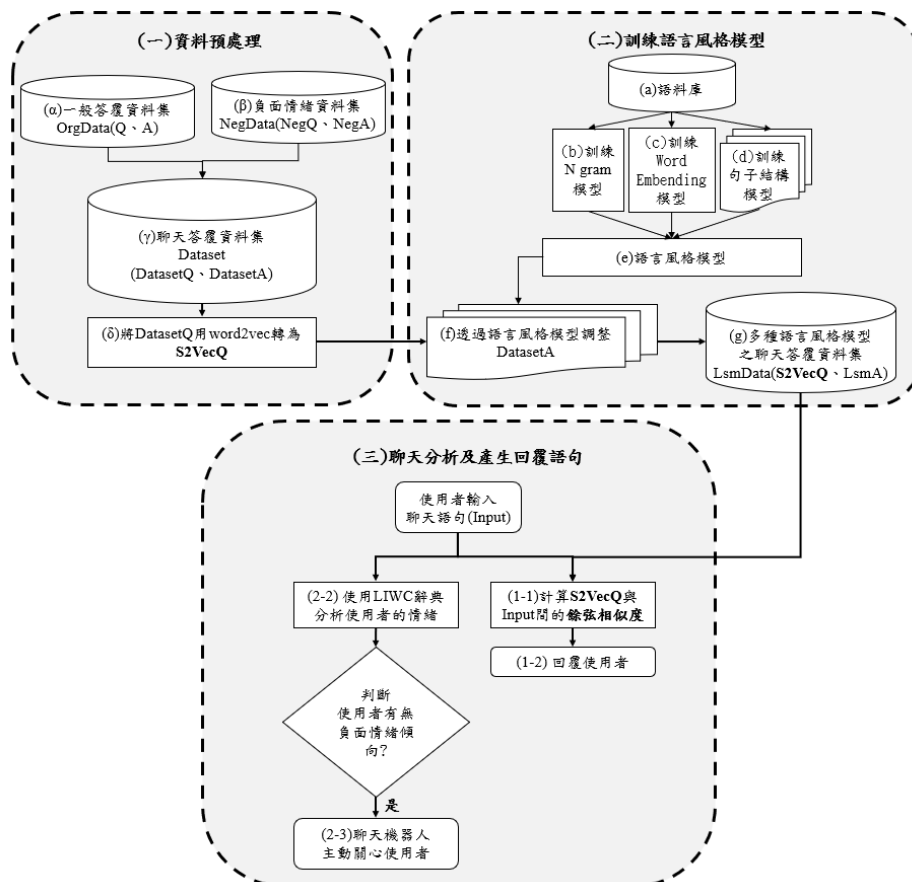 (一)資料預處理
(α)一般答覆資料集
OrgData(Q、A)
(β)負面情緒資料集
NegData(NegQ、NegA)
(γ)聊天答覆資料集
Dataset
(DatasetQ、DatasetA)
(δ)將DatasetQ用word2vec轉為
S2VecQ
(二)訓練語言風格模型
(a)語料庫
(b)訓練
N gram
模型
(c)訓練
Word
Embending
模型
(d)訓練
句子結構
模型
(e)語言風格模型
(f)透過語言風格模型調整
DatasetA
(g)多種語言風格模型
之聊天答覆資料集
LsmData(S2VecQ、LsmA)
(三)聊天分析及產生回覆語句
使用者輸入
聊天語句(Input)
(2-2) 使用LIWC辭典
分析使用者的情緒
(1-1)計算S2VecQ與
Input間的餘弦相似度
(1-2) 回覆使用者
判斷
使用者有無
負面情緒傾
向?
是
(2-3)聊天機器人
主動關心使用者